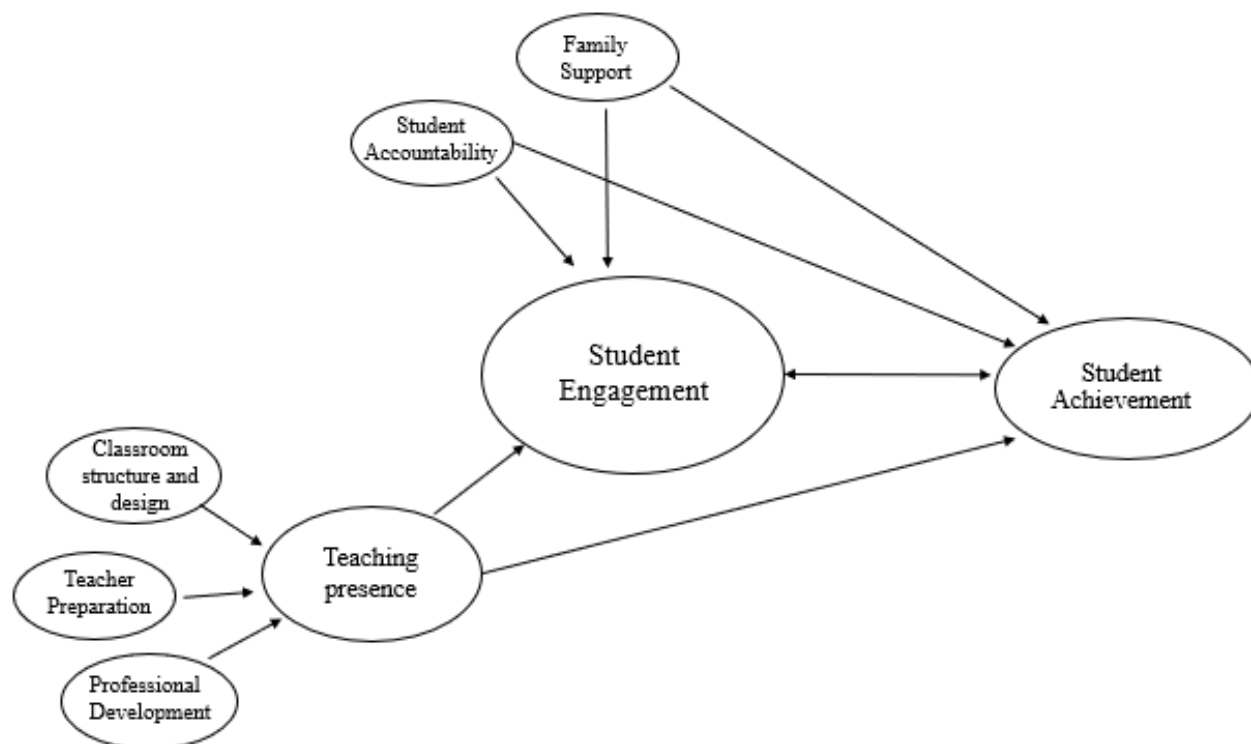 Family
Support
Student
Accountability
Student
Engagement
Student
Achievement
Classroom
structure and
design
Teaching
presence
Teacher
Preparation
Professional
Development